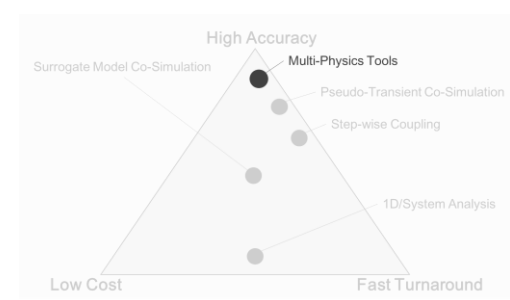 High Accuracy
Multi-Physics Tools
Surrogate Model Co-Simulation
Pseudo-Transient Co-Simulation
Step-wise Coupling
1D/System Analysis
Low Cost
Fast Turnaround